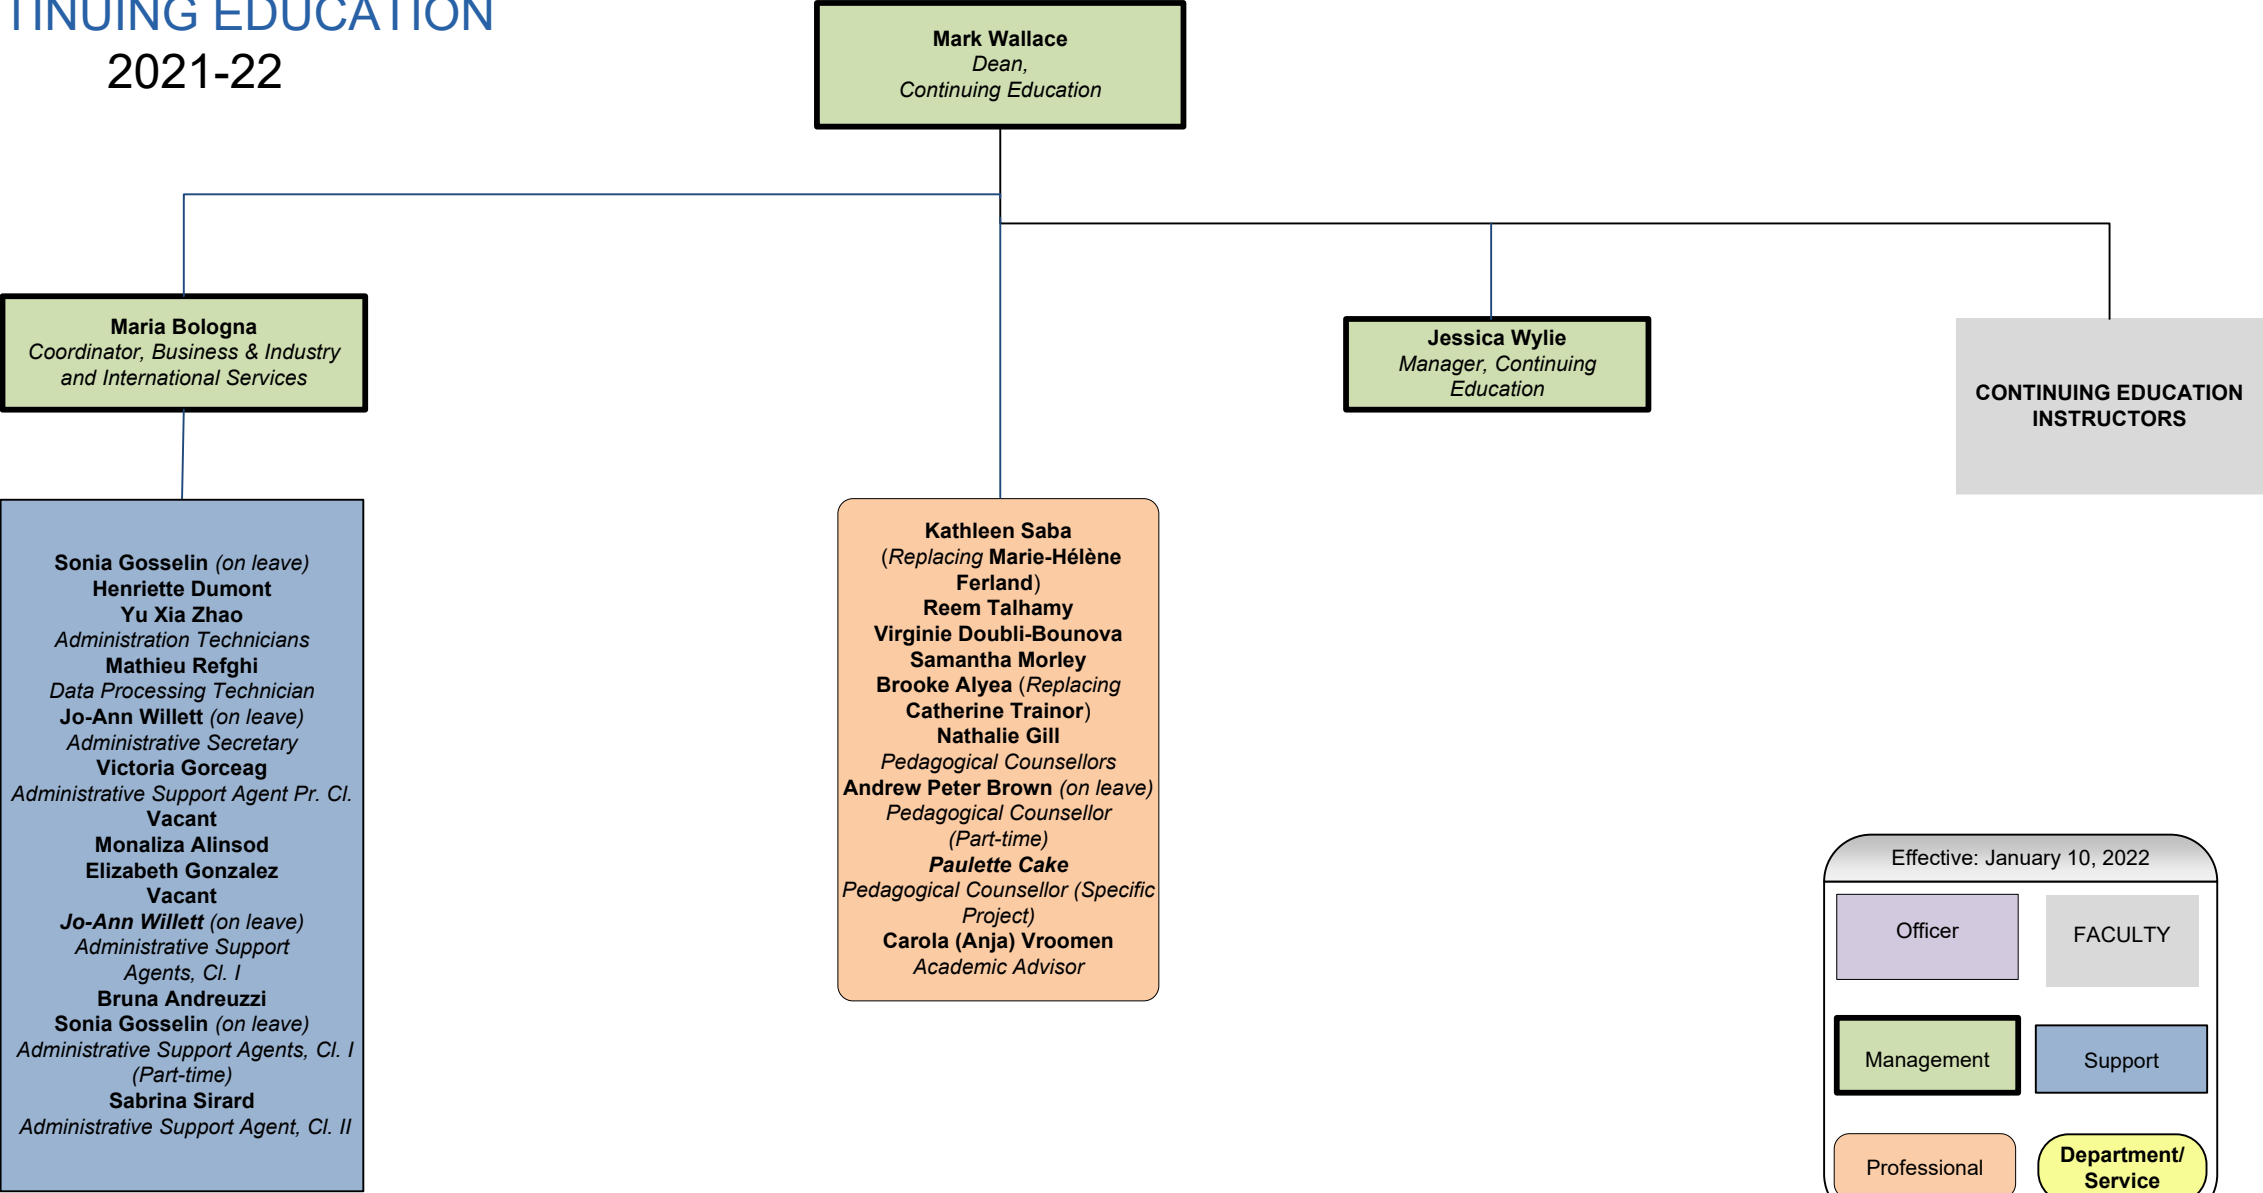 TINUING EDUCATION
2021-22
Mark Wallace
Dean,
Continuing Education
Maria Bologna
Coordinator, Business & Industry
and International Services
Jessica Wylie
Manager, Continuing
Education
CONTINUING EDUCATION
INSTRUCTORS
Sonia Gosselin (on leave)
Henriette Dumont
Yu Xia Zhao
Administration Technicians
Mathieu Refghi
Data Processing Technician
Jo-Ann Willett (on leave)
Administrative Secretary
Victoria Gorceag
Administrative Support Agent Pr. Cl.
Vacant
Monaliza Alinsod
Elizabeth Gonzalez
Vacant
Jo-Ann Willett (on leave)
Administrative Support
Agents, Cl. I
Bruna Andreuzzi
Sonia Gosselin (on leave)
Administrative Support Agents, Cl. I
(Part-time)
Sabrina Sirard
Administrative Support Agent, Cl. II
Kathleen Saba
(Replacing Marie-Hélène
Ferland)
Reem Talhamy
Virginie Doubli-Bounova
Samantha Morley
Brooke Alyea (Replacing
Catherine Trainor)
Nathalie Gill
Pedagogical Counsellors
Andrew Peter Brown (on leave)
Pedagogical Counsellor
(Part-time)
Paulette Cake
Pedagogical Counsellor (Specific
Project)
Carola (Anja) Vroomen
Academic Advisor
Effective: January 10, 2022
Officer
FACULTY
Management
Support
Professional
Department/
Service